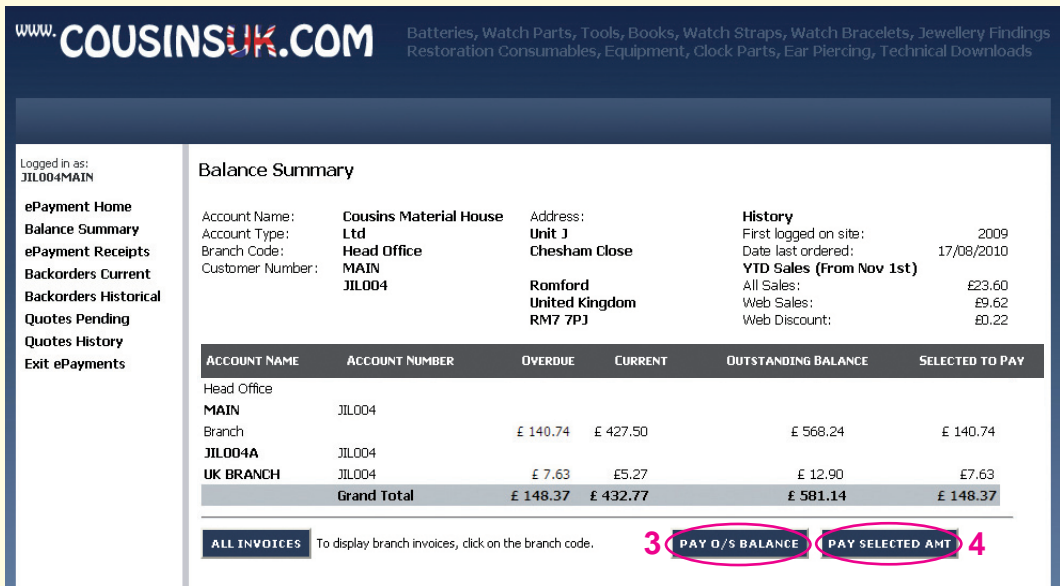 www.COUSINSUK.COM
Batteries, Watch Parts, Tools, Books, Watch Straps, Watch Bracelets, Jewellery Findings
Restoration Consumables, Equipment, Clock Parts, Ear Piercing, Technical Downloads
Logged in as:
JIL004MAIN
ePayment Home
Balance Summary
ePayment Receipts
Backorders Current
Backorders Historical
Quotes Pending
Quotes History
Exit ePayments
Balance Summary
Account Name: Cousins Material House Address: History
Account Type: Ltd Unit J First logged on site: 2009
Branch Code: Head Office Chesham Close Date last ordered: 17/08/2010
Customer Number: MAIN YTD Sales (From Nov 1st)
JIL004 Romford All Sales: £23.60
United Kingdom Web Sales: £9.62
RM7 7PJ Web Discount: £0.22
ACCOUNT NAME ACCOUNT NUMBER OVERDUE CURRENT OUTSTANDING BALANCE SELECTED TO PAY
Head Office
MAIN JIL004
Branch £ 140.74 £ 427.50 £ 568.24 £ 140.74
JIL004A JIL004
UK BRANCH JIL004 £ 7.63 £5.27 £ 12.90 £7.63
Grand Total £ 148.37 £ 432.77 £ 581.14 £ 148.37
ALL INVOICES To display branch invoices, click on the branch code. 3 PAY O/S BALANCE PAY SELECTED AMT 4